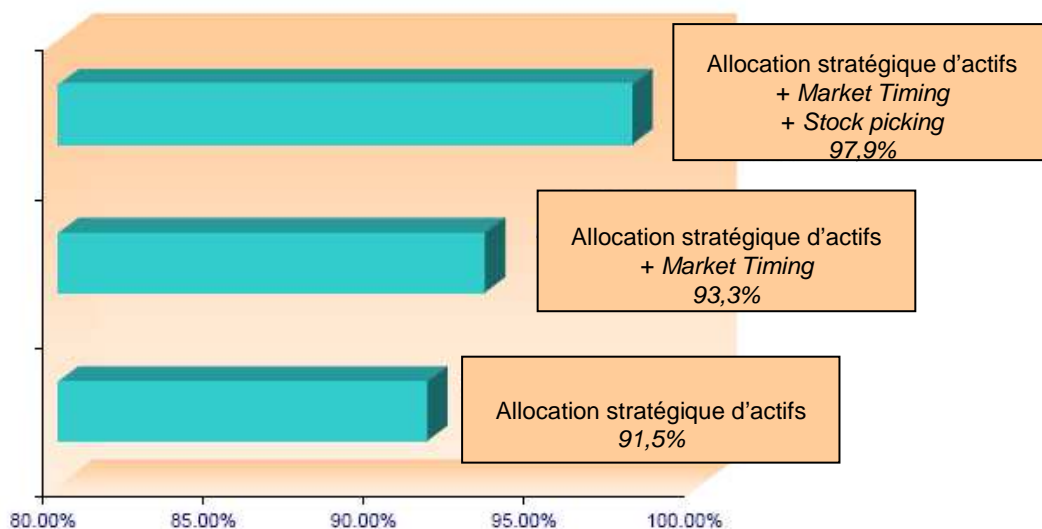 Allocation stratégique d’actifs
+ Market Timing
+ Stock picking
97,9%
Allocation stratégique d’actifs
+ Market Timing
93,3%
Allocation stratégique d’actifs
91,5%
80.00% 85.00% 90.00% 95.00% 100.00%